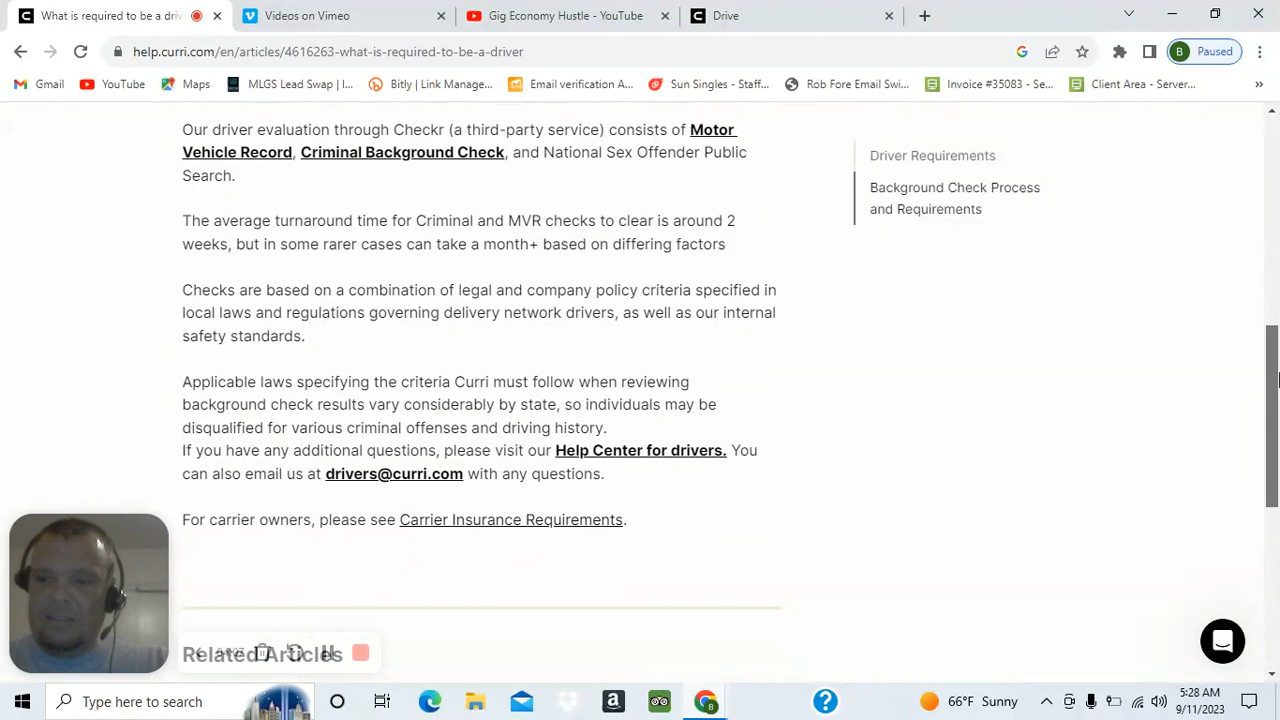 What is required to be a driv
Videos on Vimeo
Gig Economy Hustle - YouTube
Drive
help.curri.com/en/articles/4616263-what-is-required-to-be-a-driver
B
Paused
Gmail
YouTube
Maps
MLGS Lead Swap | I...
Bitly | Link Manage...
Email verification A...
Sun Singles - Staff...
Rob Fore Email Swi...
Invoice #35083 - Se...
Client Area - Server...
Our driver evaluation through Checkr (a third-party service) consists of Motor
Vehicle Record, Criminal Background Check, and National Sex Offender Public
Search.
The average turnaround time for Criminal and MVR checks to clear is around 2
weeks, but in some rarer cases can take a month+ based on differing factors
Checks are based on a combination of legal and company policy criteria specified in
local laws and regulations governing delivery network drivers, as well as our internal
safety standards.
Applicable laws specifying the criteria Curri must follow when reviewing
background check results vary considerably by state, so individuals may be
disqualified for various criminal offenses and driving history.
If you have any additional questions, please visit our Help Center for drivers. You
can also email us at drivers@curri.com with any questions.
For carrier owners, please see Carrier Insurance Requirements.
Driver Requirements
Background Check Process
and Requirements
Related Articles
Type here to search
66°F Sunny
5:28 AM
9/11/2023